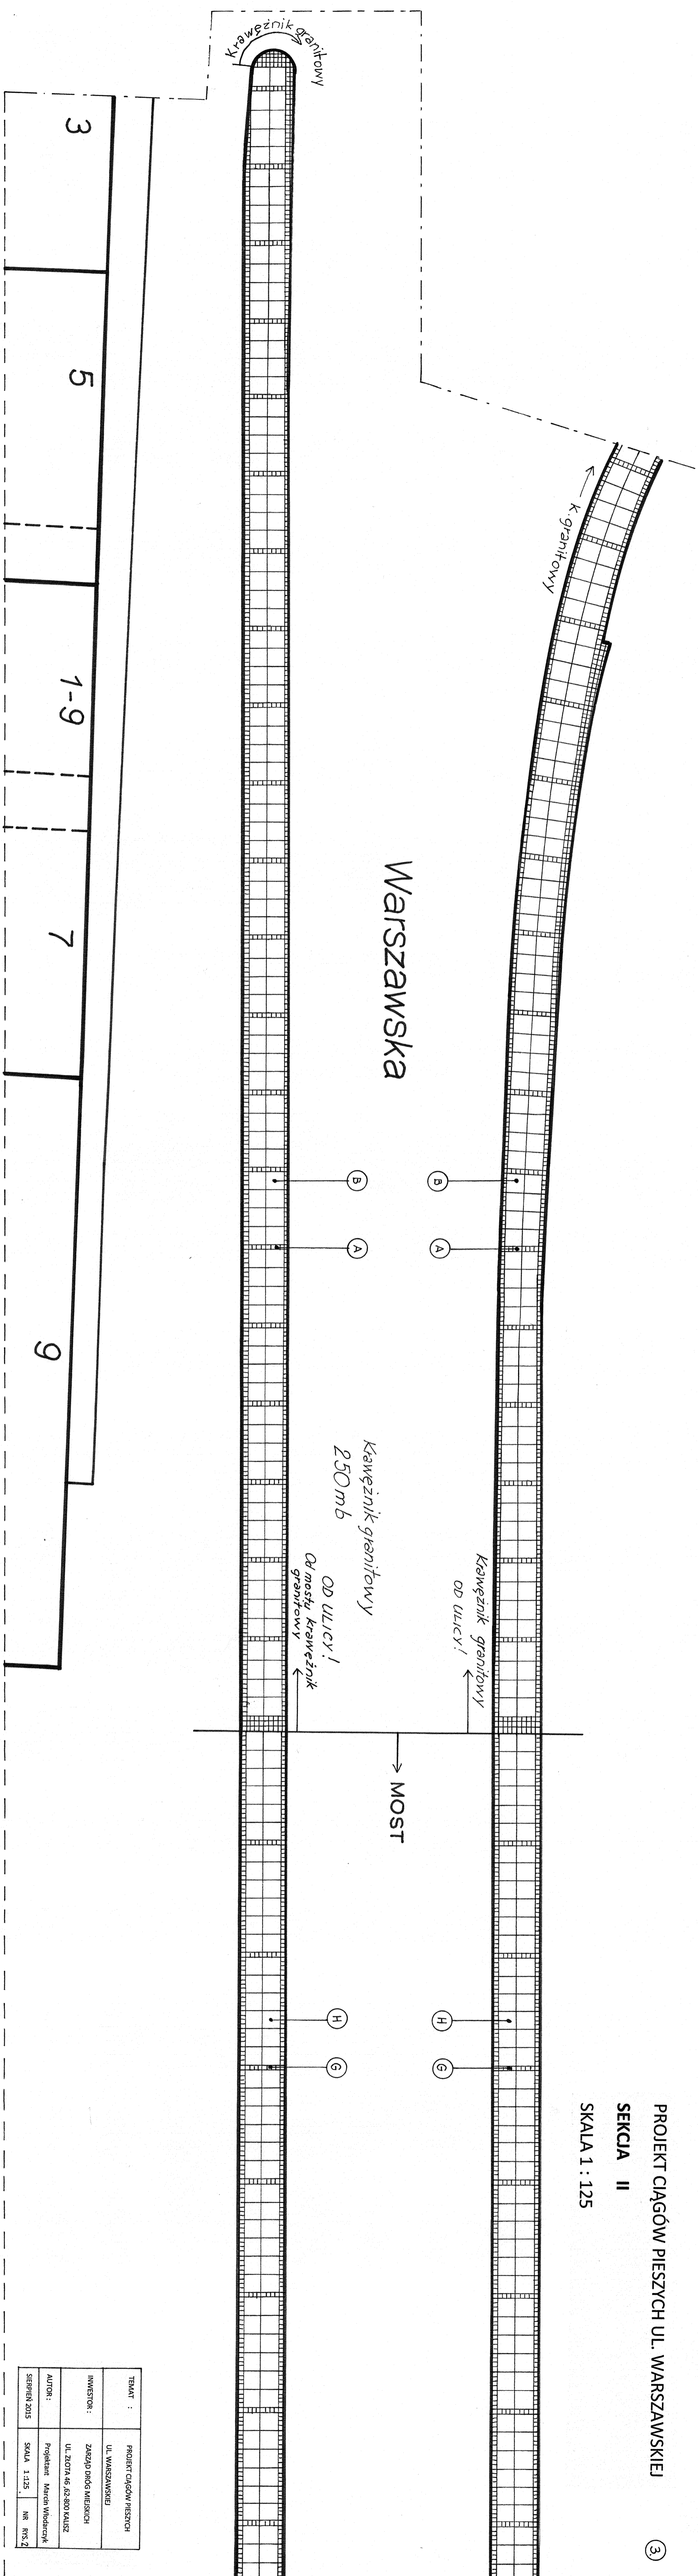 PROJEKT CIĄGÓW PIESZYCH UL. WARSZAWSKIEJ
3
SEKCJA II
SKALA 1 : 125
Krawężnik granitowy
K. granitowy
3
5
1-9
7
9
Warszawska
B
B
A
A
Krawężnik granitowy
250mb
Krawężnik granitowy
OD ULICY!
OD ULICY!
Od mostu krawężnik
granitowy
MOST
H
H
G
G
TEMAT : PROJEKT CIĄGÓW PIESZYCH
UL. WARSZAWSKIEJ
INWESTOR : ZARZĄD DRÓG MIEJSKICH
UL. ZŁOTA 46 ,62-800 KALISZ
AUTOR : Projektant Marcin Włodarczyk
SIERPIEŃ 2015 SKALA 1 :125 . NR RYS. 2